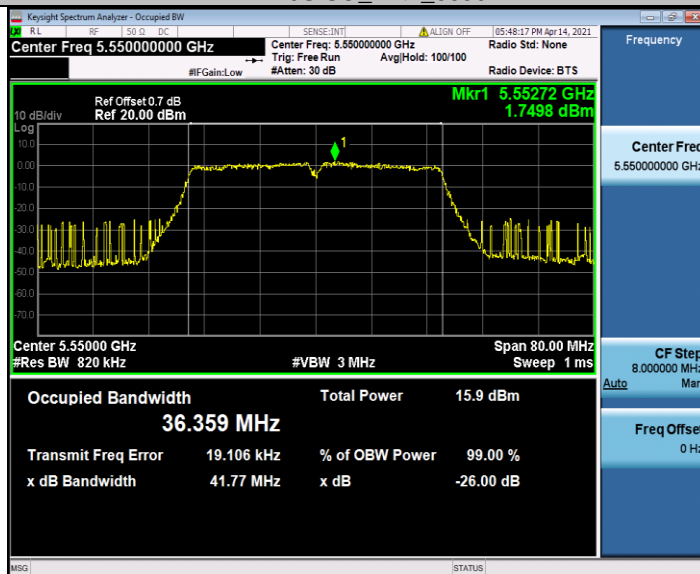 Keysight Spectrum Analyzer - Occupied BW
RL RF 50 Ω DC SENSE:INT ALIGN OFF 05:48:17 PM Apr 14, 2021
Center Freq 5.550000000 GHz
Center Freq: 5.550000000 GHz
Radio Std: None
Trig: Free Run Avg|Hold: 100/100
#IFGain:Low #Atten: 30 dB Radio Device: BTS
Frequency
Ref Offset 0.7 dB
10 dB/div Ref 20.00 dBm
Mkr1 5.55272 GHz
1.7498 dBm
Log
10.0
0.00
-10.0
-20.0
-30.0
-40.0
-50.0
-60.0
-70.0
1
Center Freq
5.550000000 GHz
Center 5.55000 GHz Span 80.00 MHz
#Res BW 820 kHz #VBW 3 MHz Sweep 1 ms
CF Step
8.000000 MHz
Auto Man
Freq Offset
0 Hz
Occupied Bandwidth Total Power 15.9 dBm
36.359 MHz
Transmit Freq Error 19.106 kHz % of OBW Power 99.00 %
x dB Bandwidth 41.77 MHz x dB -26.00 dB
MSG STATUS